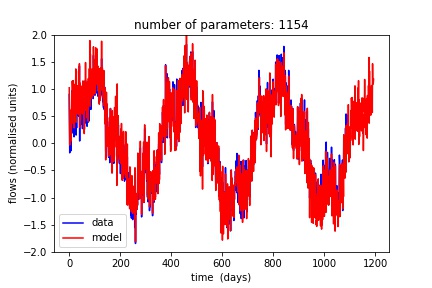 number of parameters: 1154
flows (normalised units)
2.0
1.5
1.0
0.5
0.0
−0.5
−1.0
−1.5
−2.0
data
model
0 200 400 600 800 1000 1200
time (days)